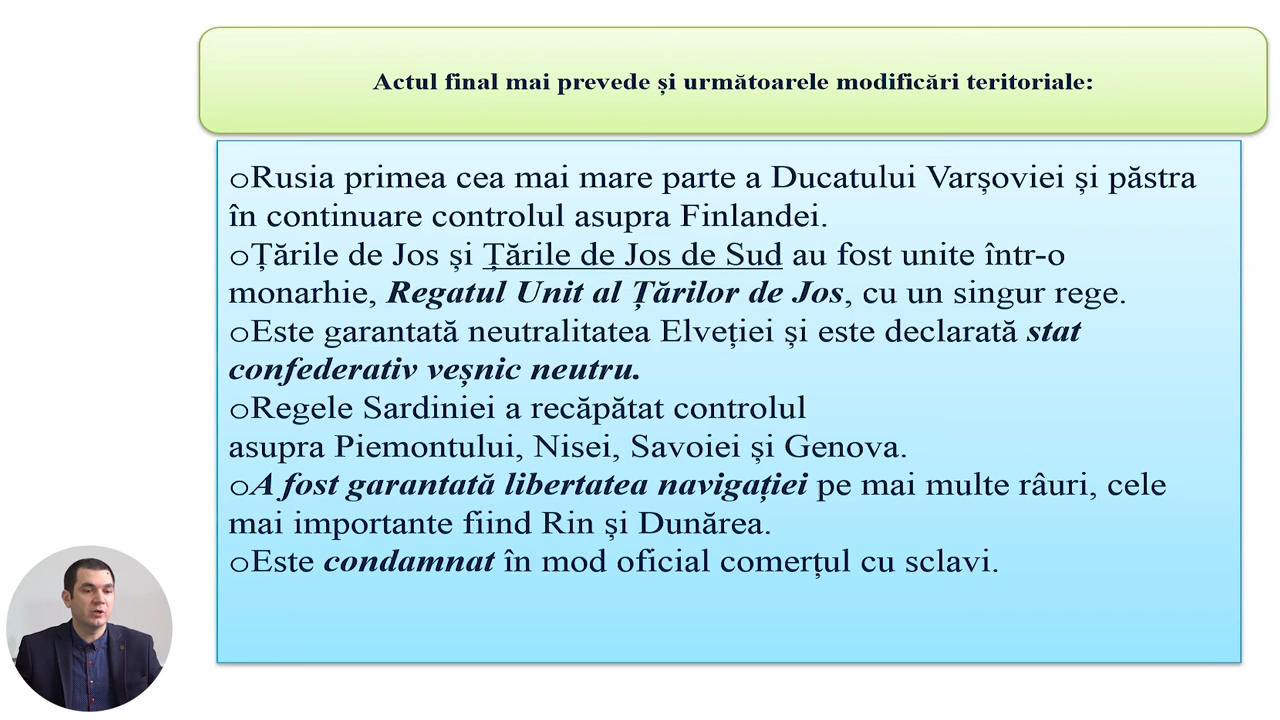 Actul final mai prevede și următoarele modificări teritoriale:
oRusia primea cea mai mare parte a Ducatului Varșoviei și păstra
în continuare controlul asupra Finlandei.
oȚările de Jos și Țările de Jos de Sud au fost unite într-o
monarhie, Regatul Unit al Țărilor de Jos, cu un singur rege.
oEste garantată neutralitatea Elveției și este declarată stat
confederativ veșnic neutru.
oRegele Sardiniei a recăpătat controlul
asupra Piemontului, Nisei, Savoiei și Genova.
oA fost garantată libertatea navigației pe mai multe râuri, cele
mai importante fiind Rin și Dunărea.
oEste condamnat în mod oficial comerțul cu sclavi.